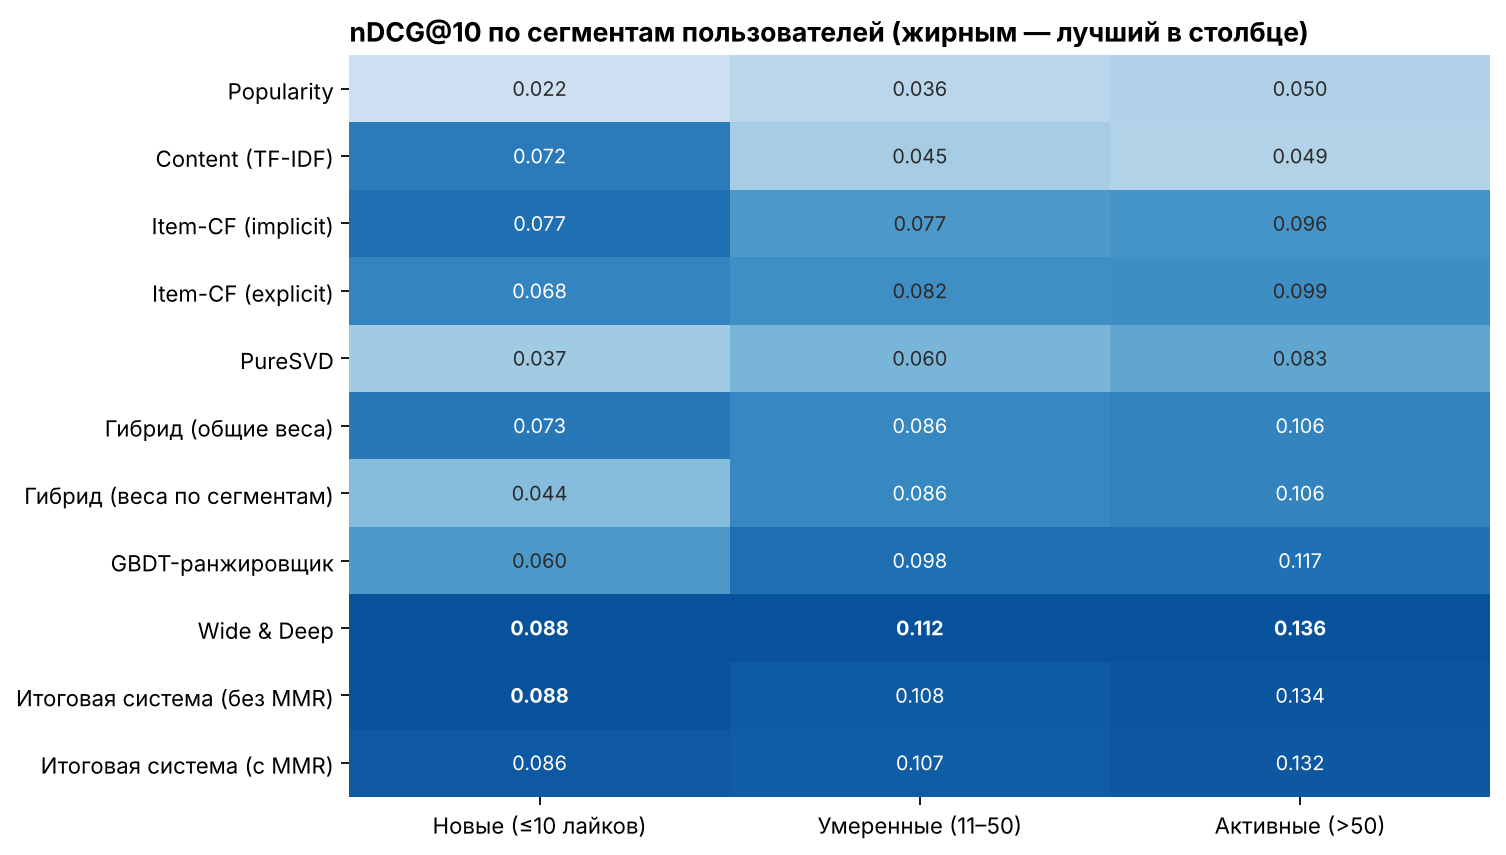 nDCG@10 по сегментам пользователей (жирным — лучший в столбце)
Popularity 0.022 0.036 0.050
Content (TF-IDF) 0.072 0.045 0.049
Item-CF (implicit) 0.077 0.077 0.096
Item-CF (explicit) 0.068 0.082 0.099
PureSVD 0.037 0.060 0.083
Гибрид (общие веса) 0.073 0.086 0.106
Гибрид (веса по сегментам) 0.044 0.086 0.106
GBDT-ранжировщик 0.060 0.098 0.117
Wide & Deep 0.088 0.112 0.136
Итоговая система (без MMR) 0.088 0.108 0.134
Итоговая система (с MMR) 0.086 0.107 0.132
Новые (≤10 лайков) Умеренные (11–50) Активные (>50)